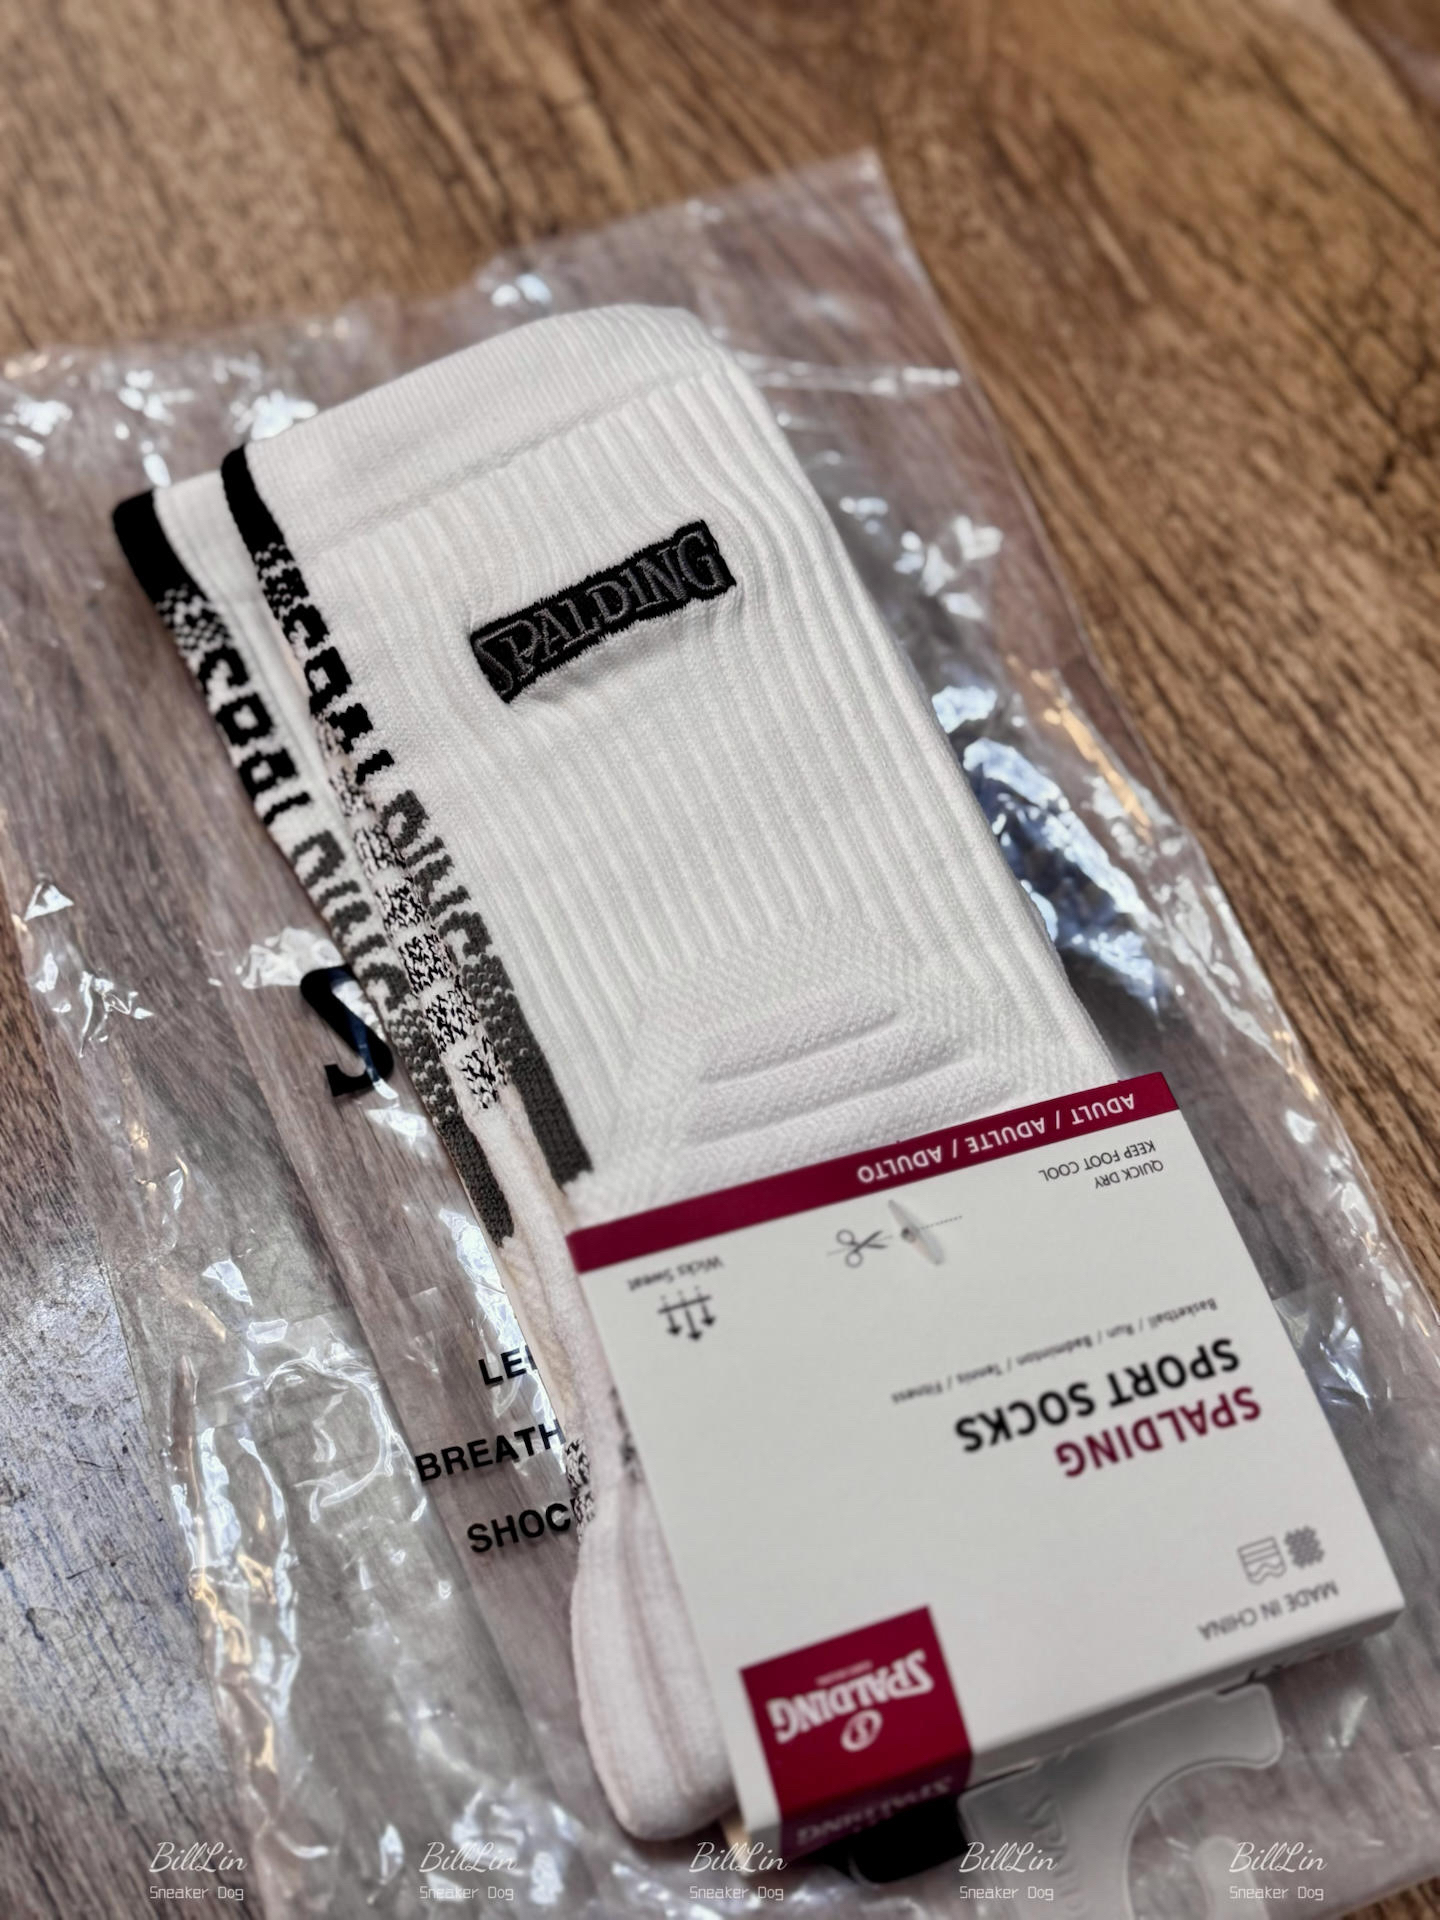 SPALDING
SPALDING
SPALDING
ADULT / ADULTE / ADULTO
QUICK DRY
KEEP FOOT COOL
Wicks Sweat
Basketball / Run / Badminton / Tennis / Fitness
SPORT SOCKS
SPALDING
MADE IN CHINA
SPALDING
SPALDING
S
LE
BREATH
SHOC
BillLin BillLin BillLin BillLin BillLin
Sneaker Dog Sneaker Dog Sneaker Dog Sneaker Dog Sneaker Dog